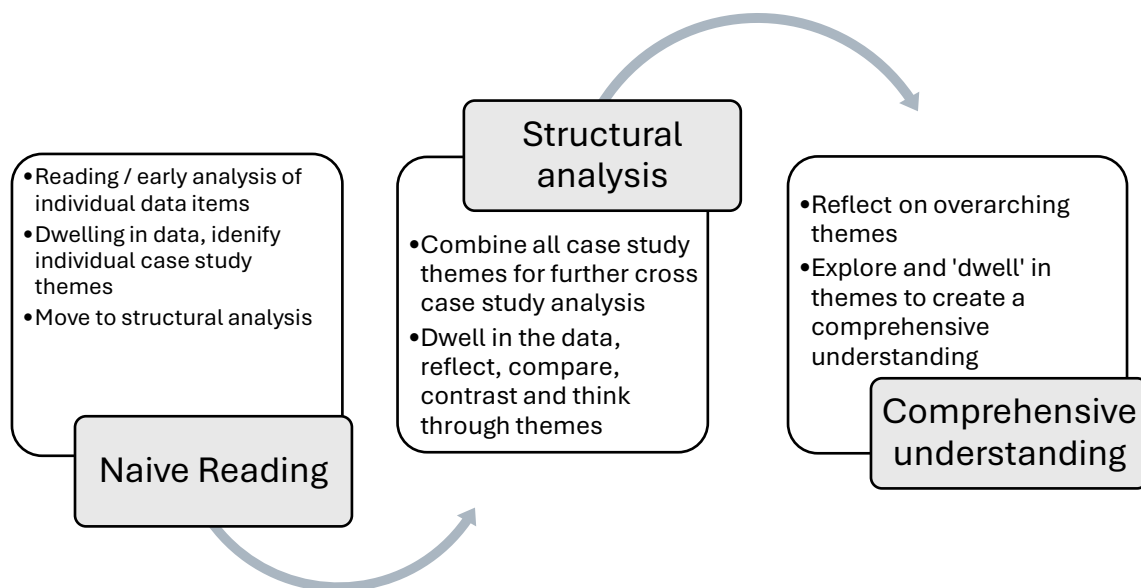 •Reading / early analysis of
individual data items
•Dwelling in data, idenify
individual case study
themes
•Move to structural analysis
Naive Reading
Structural
analysis
•Combine all case study
themes for further cross
case study analysis
•Dwell in the data,
reflect, compare,
contrast and think
through themes
•Reflect on overarching
themes
•Explore and 'dwell' in
themes to create a
comprehensive
understanding
Comprehensive
understanding